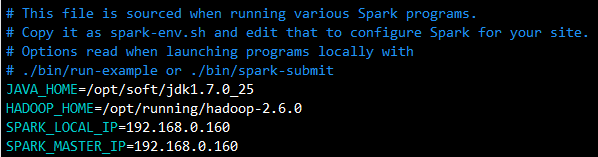 # This file is sourced when running various Spark programs.
# Copy it as spark-env.sh and edit that to configure Spark for your site.
# Options read when launching programs locally with
# ./bin/run-example or ./bin/spark-submit
JAVA_HOME=/opt/soft/jdk1.7.0_25
HADOOP_HOME=/opt/running/hadoop-2.6.0
SPARK_LOCAL_IP=192.168.0.160
SPARK_MASTER_IP=192.168.0.160